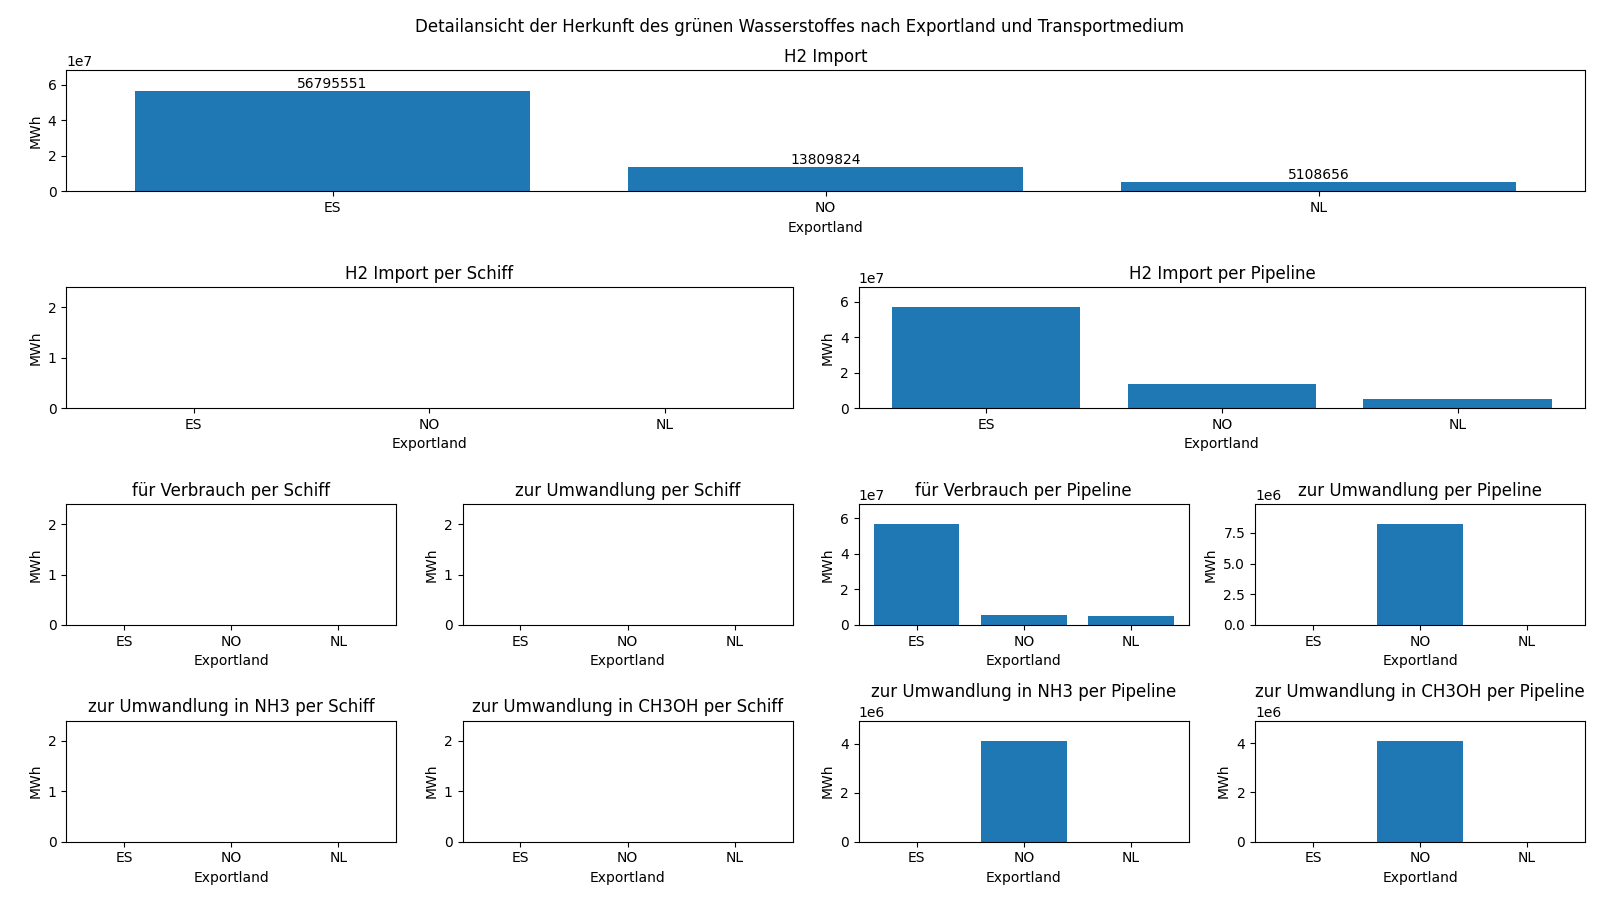 Detailansicht der Herkunft des grünen Wasserstoffes nach Exportland und Transportmedium
H2 Import
1e7
6
4
2
0
MWh
56795551
13809824
5108656
ES NO NL
Exportland
H2 Import per Schiff
2
1
0
MWh
ES NO NL
Exportland
H2 Import per Pipeline
1e7
6
4
2
0
MWh
ES NO NL
Exportland
für Verbrauch per Schiff
2
1
0
MWh
ES NO NL
Exportland
zur Umwandlung per Schiff
2
1
0
MWh
ES NO NL
Exportland
für Verbrauch per Pipeline
1e7
6
4
2
0
MWh
ES NO NL
Exportland
zur Umwandlung per Pipeline
1e6
7.5
5.0
2.5
0.0
MWh
ES NO NL
Exportland
zur Umwandlung in NH3 per Schiff
2
1
0
MWh
ES NO NL
Exportland
zur Umwandlung in CH3OH per Schiff
2
1
0
MWh
ES NO NL
Exportland
zur Umwandlung in NH3 per Pipeline
1e6
4
2
0
MWh
ES NO NL
Exportland
zur Umwandlung in CH3OH per Pipeline
1e6
4
2
0
MWh
ES NO NL
Exportland